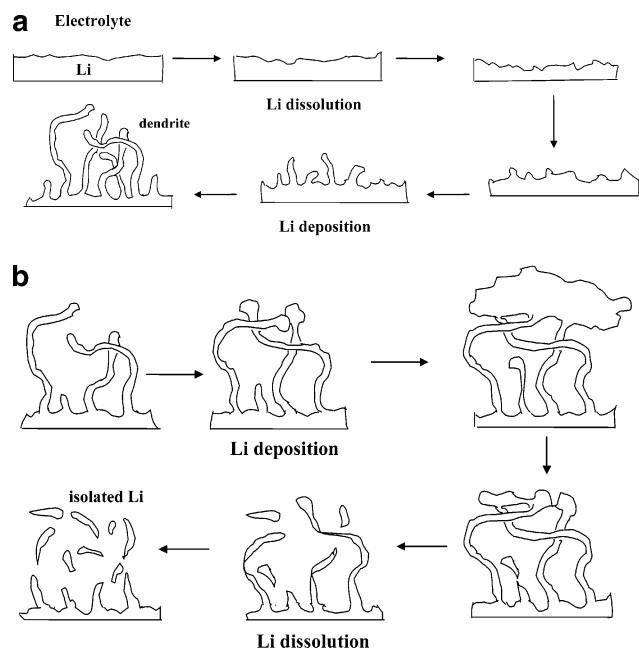 a
Electrolyte
Li
Li dissolution
dendrite
Li deposition
b
Li deposition
isolated Li
Li dissolution